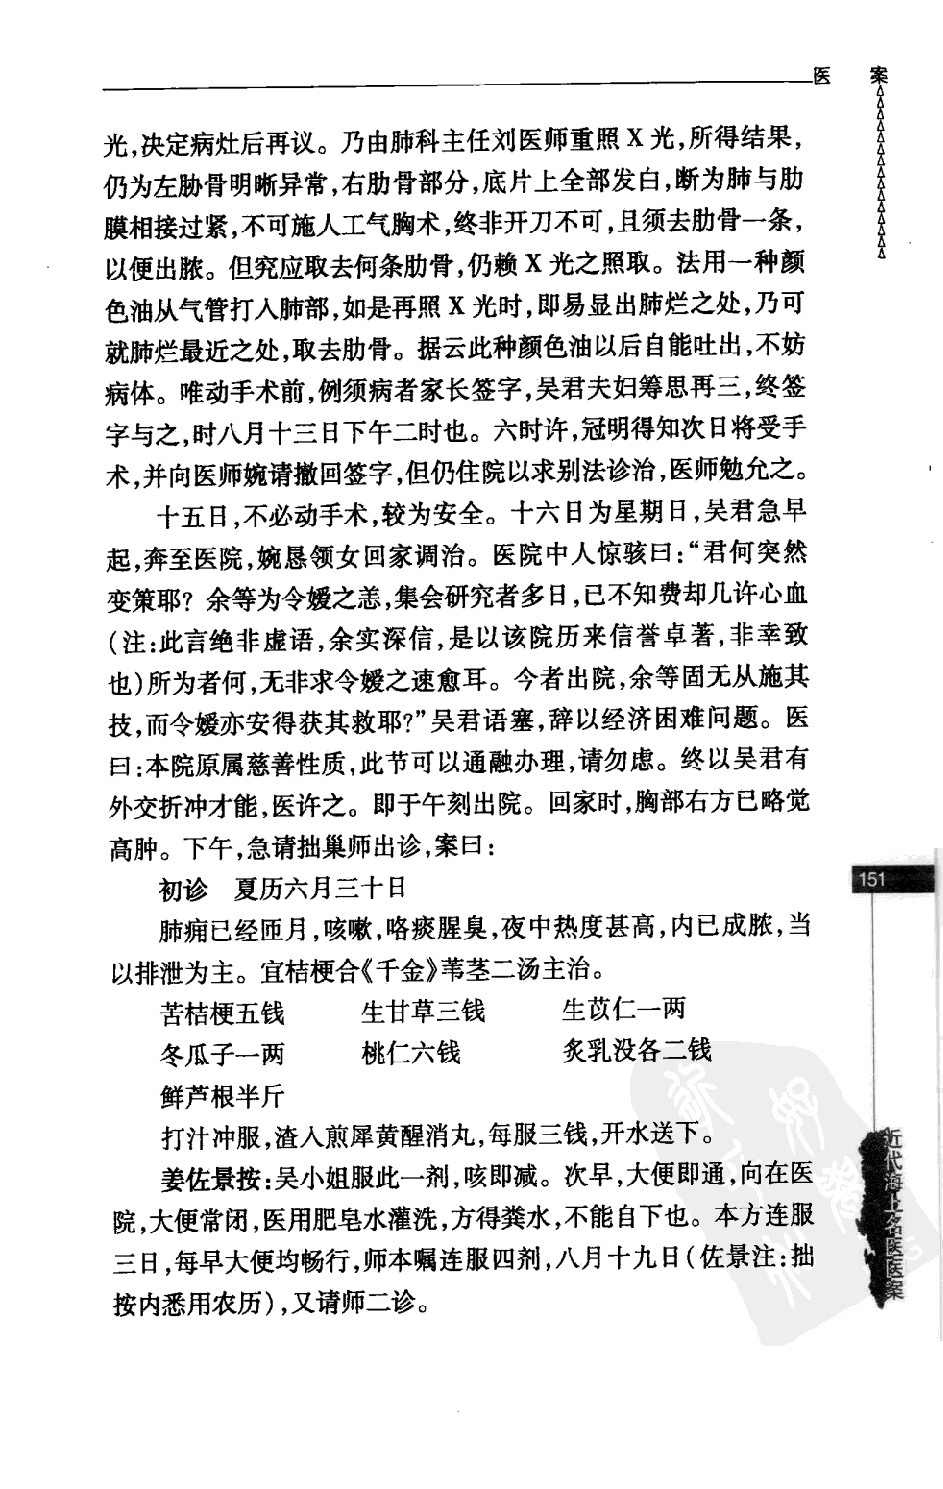 医　案
光,决定病灶后再议。乃由肺科主任刘医师重照 X 光,所得结果,
仍为左胁骨明晰异常,右肋骨部分,底片上全部发白,断为肺与肋
膜相接过紧,不可施人工气胸术,终非开刀不可,且须去肋骨一条,
以便出脓。但究应取去何条肋骨,仍赖 X 光之照取。法用一种颜
色油从气管打入肺部,如是再照 X 光时,即易显出肺烂之处,乃可
就肺烂最近之处,取去肋骨。据云此种颜色油以后自能吐出,不妨
病体。唯动手术前,例须病者家长签字,吴君夫妇筹思再三,终签
字与之,时八月十三日下午二时也。六时许,冠明得知次日将受手
术,并向医师婉请撤回签字,但仍住院以求别法诊治,医师勉允之。
十五日,不必动手术,较为安全。十六日为星期日,吴君急早
起,奔至医院,婉恳领女回家调治。医院中人惊骇曰:“君何突然
变策耶? 余等为令嫒之恙,集会研究者多日,已不知费却几许心血
(注:此言绝非虚语,余实深信,是以该院历来信誉卓著,非幸致
也)所为者何,无非求令嫒之速愈耳。今者出院,余等固无从施其
技,而令嫒亦安得获其救耶?”吴君语塞,辞以经济困难问题。医
曰:本院原属慈善性质,此节可以通融办理,请勿虑。终以吴君有
外交折冲才能,医许之。即于午刻出院。回家时,胸部右方已略觉
高肿。下午,急请拙巢师出诊,案曰:
初诊　夏历六月三十日
肺痈已经匝月,咳嗽,咯痰腥臭,夜中热度甚高,内已成脓,当
以排泄为主。宜桔梗合《千金》苇茎二汤主治。
苦桔梗五钱　生甘草三钱　生苡仁一两
冬瓜子一两　桃仁六钱　炙乳没各二钱
鲜芦根半斤
打汁冲服,渣入煎犀黄醒消丸,每服三钱,开水送下。
姜佐景按:吴小姐服此一剂,咳即减。次早,大便即通,向在医
院,大便常闭,医用肥皂水灌洗,方得粪水,不能自下也。本方连服
三日,每早大便均畅行,师本嘱连服四剂,八月十九日(佐景注:拙
按内悉用农历),又请师二诊。
151
近代海上名医医案